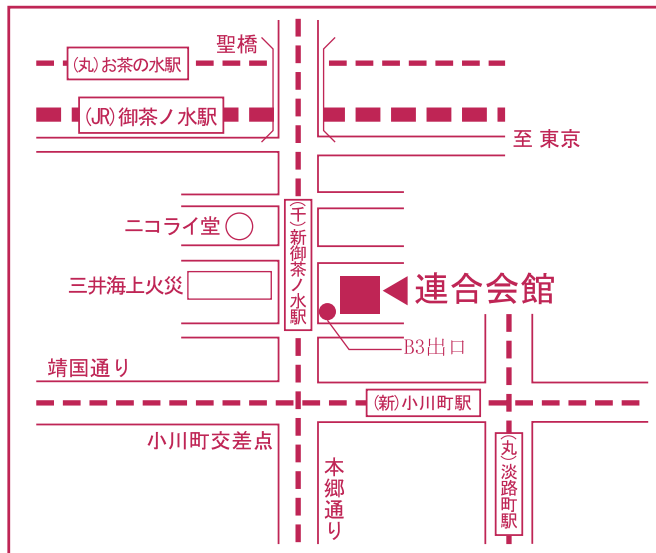 聖橋
(丸)お茶の水駅
(JR)御茶ノ水駅
至 東京
ニコライ堂
(千)新御茶ノ水駅
三井海上火災
連合会館
B3出口
靖国通り
(新)小川町駅
小川町交差点
本郷通り
(丸)淡路町駅